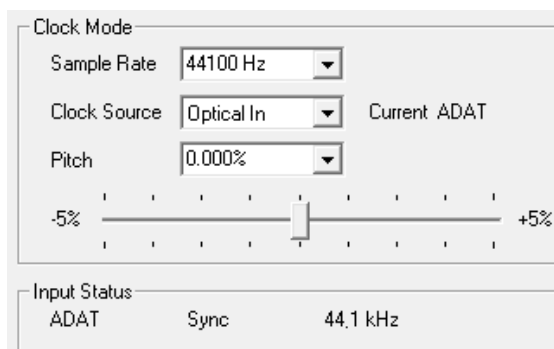 Clock Mode
Sample Rate 44100 Hz
Clock Source Optical In Current ADAT
Pitch 0.000%
-5% +5%
Input Status
ADAT Sync 44.1 kHz